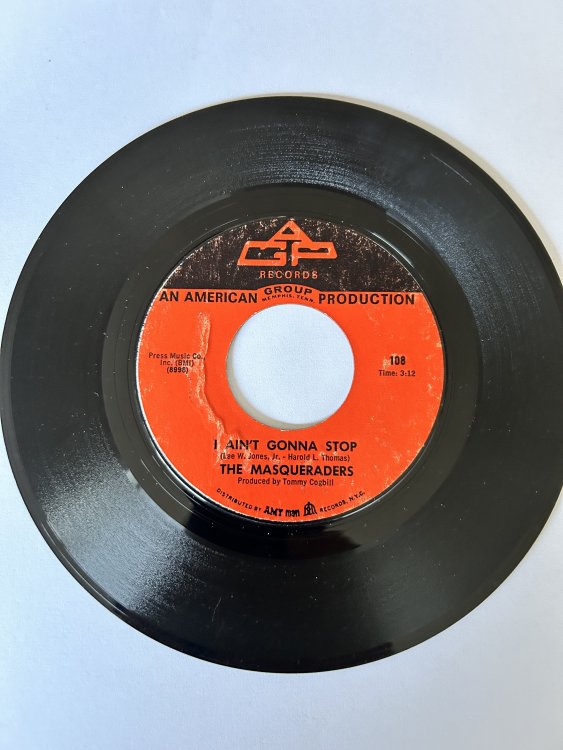 AGP
RECORDS
AN AMERICAN GROUP PRODUCTION
MEMPHIS, TENN.
Press Music Co.,
Inc. (BMI)
(8998)
108
Time: 3:12
I AIN'T GONNA STOP
(Lee W. Jones, Jr. - Harold L. Thomas)
THE MASQUERADERS
Produced by Tommy Cogbill
DISTRIBUTED BY AMY mala BELL RECORDS, N.Y.C.